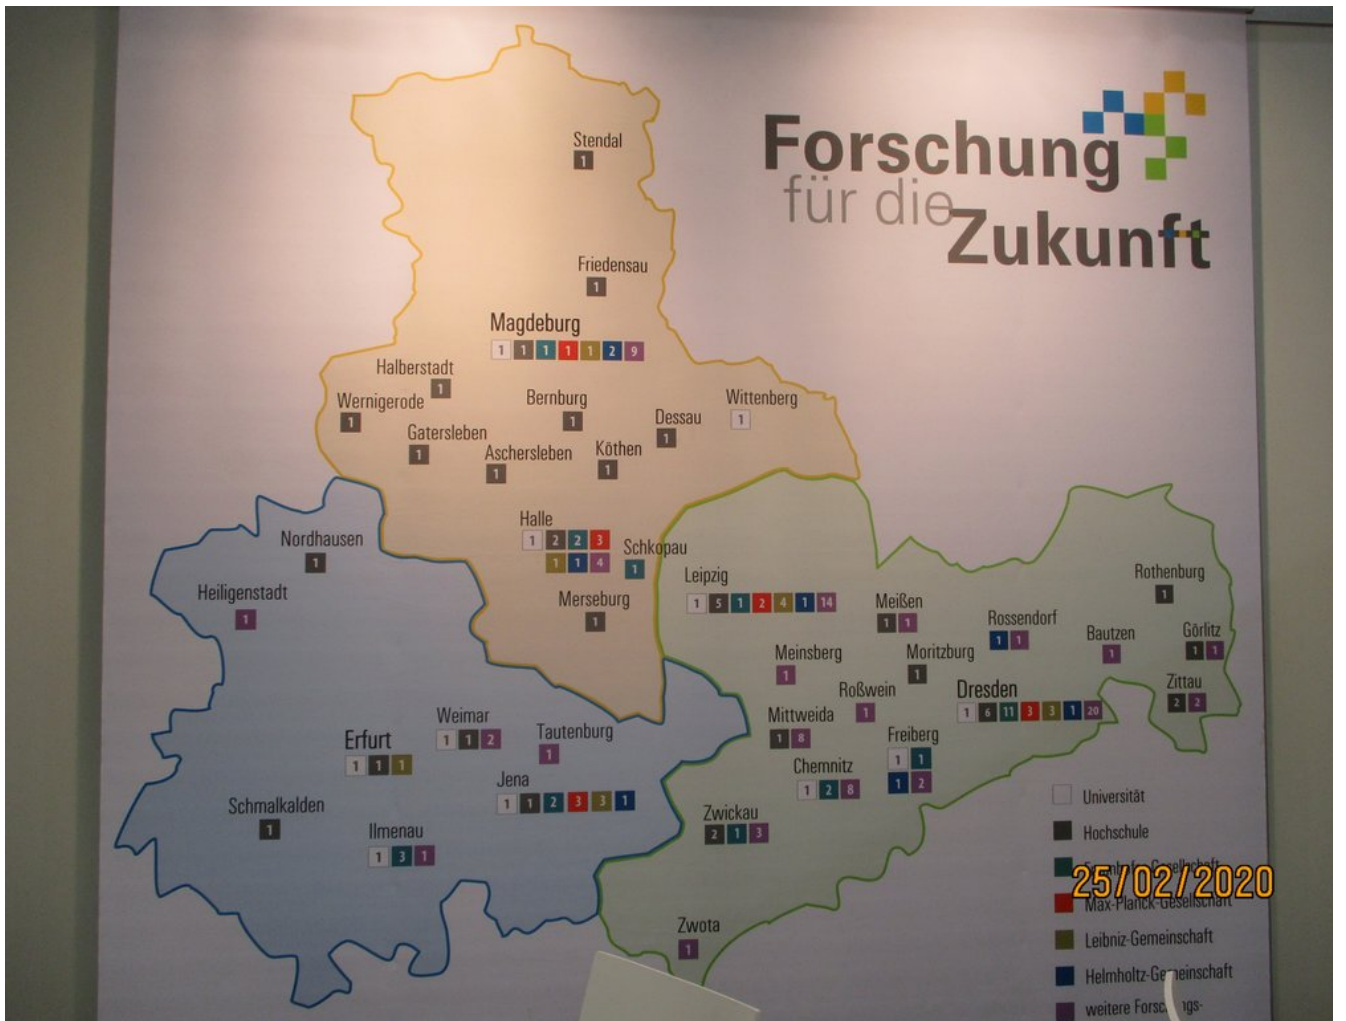 Forschung
für die
Zukunft
Stendal
1
Friedensau
1
Magdeburg
1 1 1 1 1 2 9
Halberstadt
1
Wernigerode
1
Gatersleben
1
Aschersleben
1
Bernburg
1
Köthen
1
Dessau
1
Wittenberg
1
Halle
1 2 2 3
1 1 4
Schkopau
1
Merseburg
1
Nordhausen
1
Heiligenstadt
1
Weimar
1 1 2
Erfurt
1 1 1
Tautenburg
1
Jena
1 1 2 3 3 1
Schmalkalden
1
Ilmenau
1 3 1
Leipzig
1 5 1 2 4 1 14
Meißen
1 1
Rossendorf
1 1
Rothenburg
1
Bautzen
1
Görlitz
1 1
Meinsberg
1
Moritzburg
1
Roßwein
1
Dresden
1 6 11 3 3 1 20
Zittau
2 2
Mittweida
1 8
Freiberg
1 1
1 2
Chemnitz
1 2 8
Zwickau
2 1 3
Zwota
1
Universität
Hochschule
Fraunhofer-Gesellschaft
25/02/2020
Max-Planck-Gesellschaft
Leibniz-Gemeinschaft
Helmholtz-Gemeinschaft
weitere